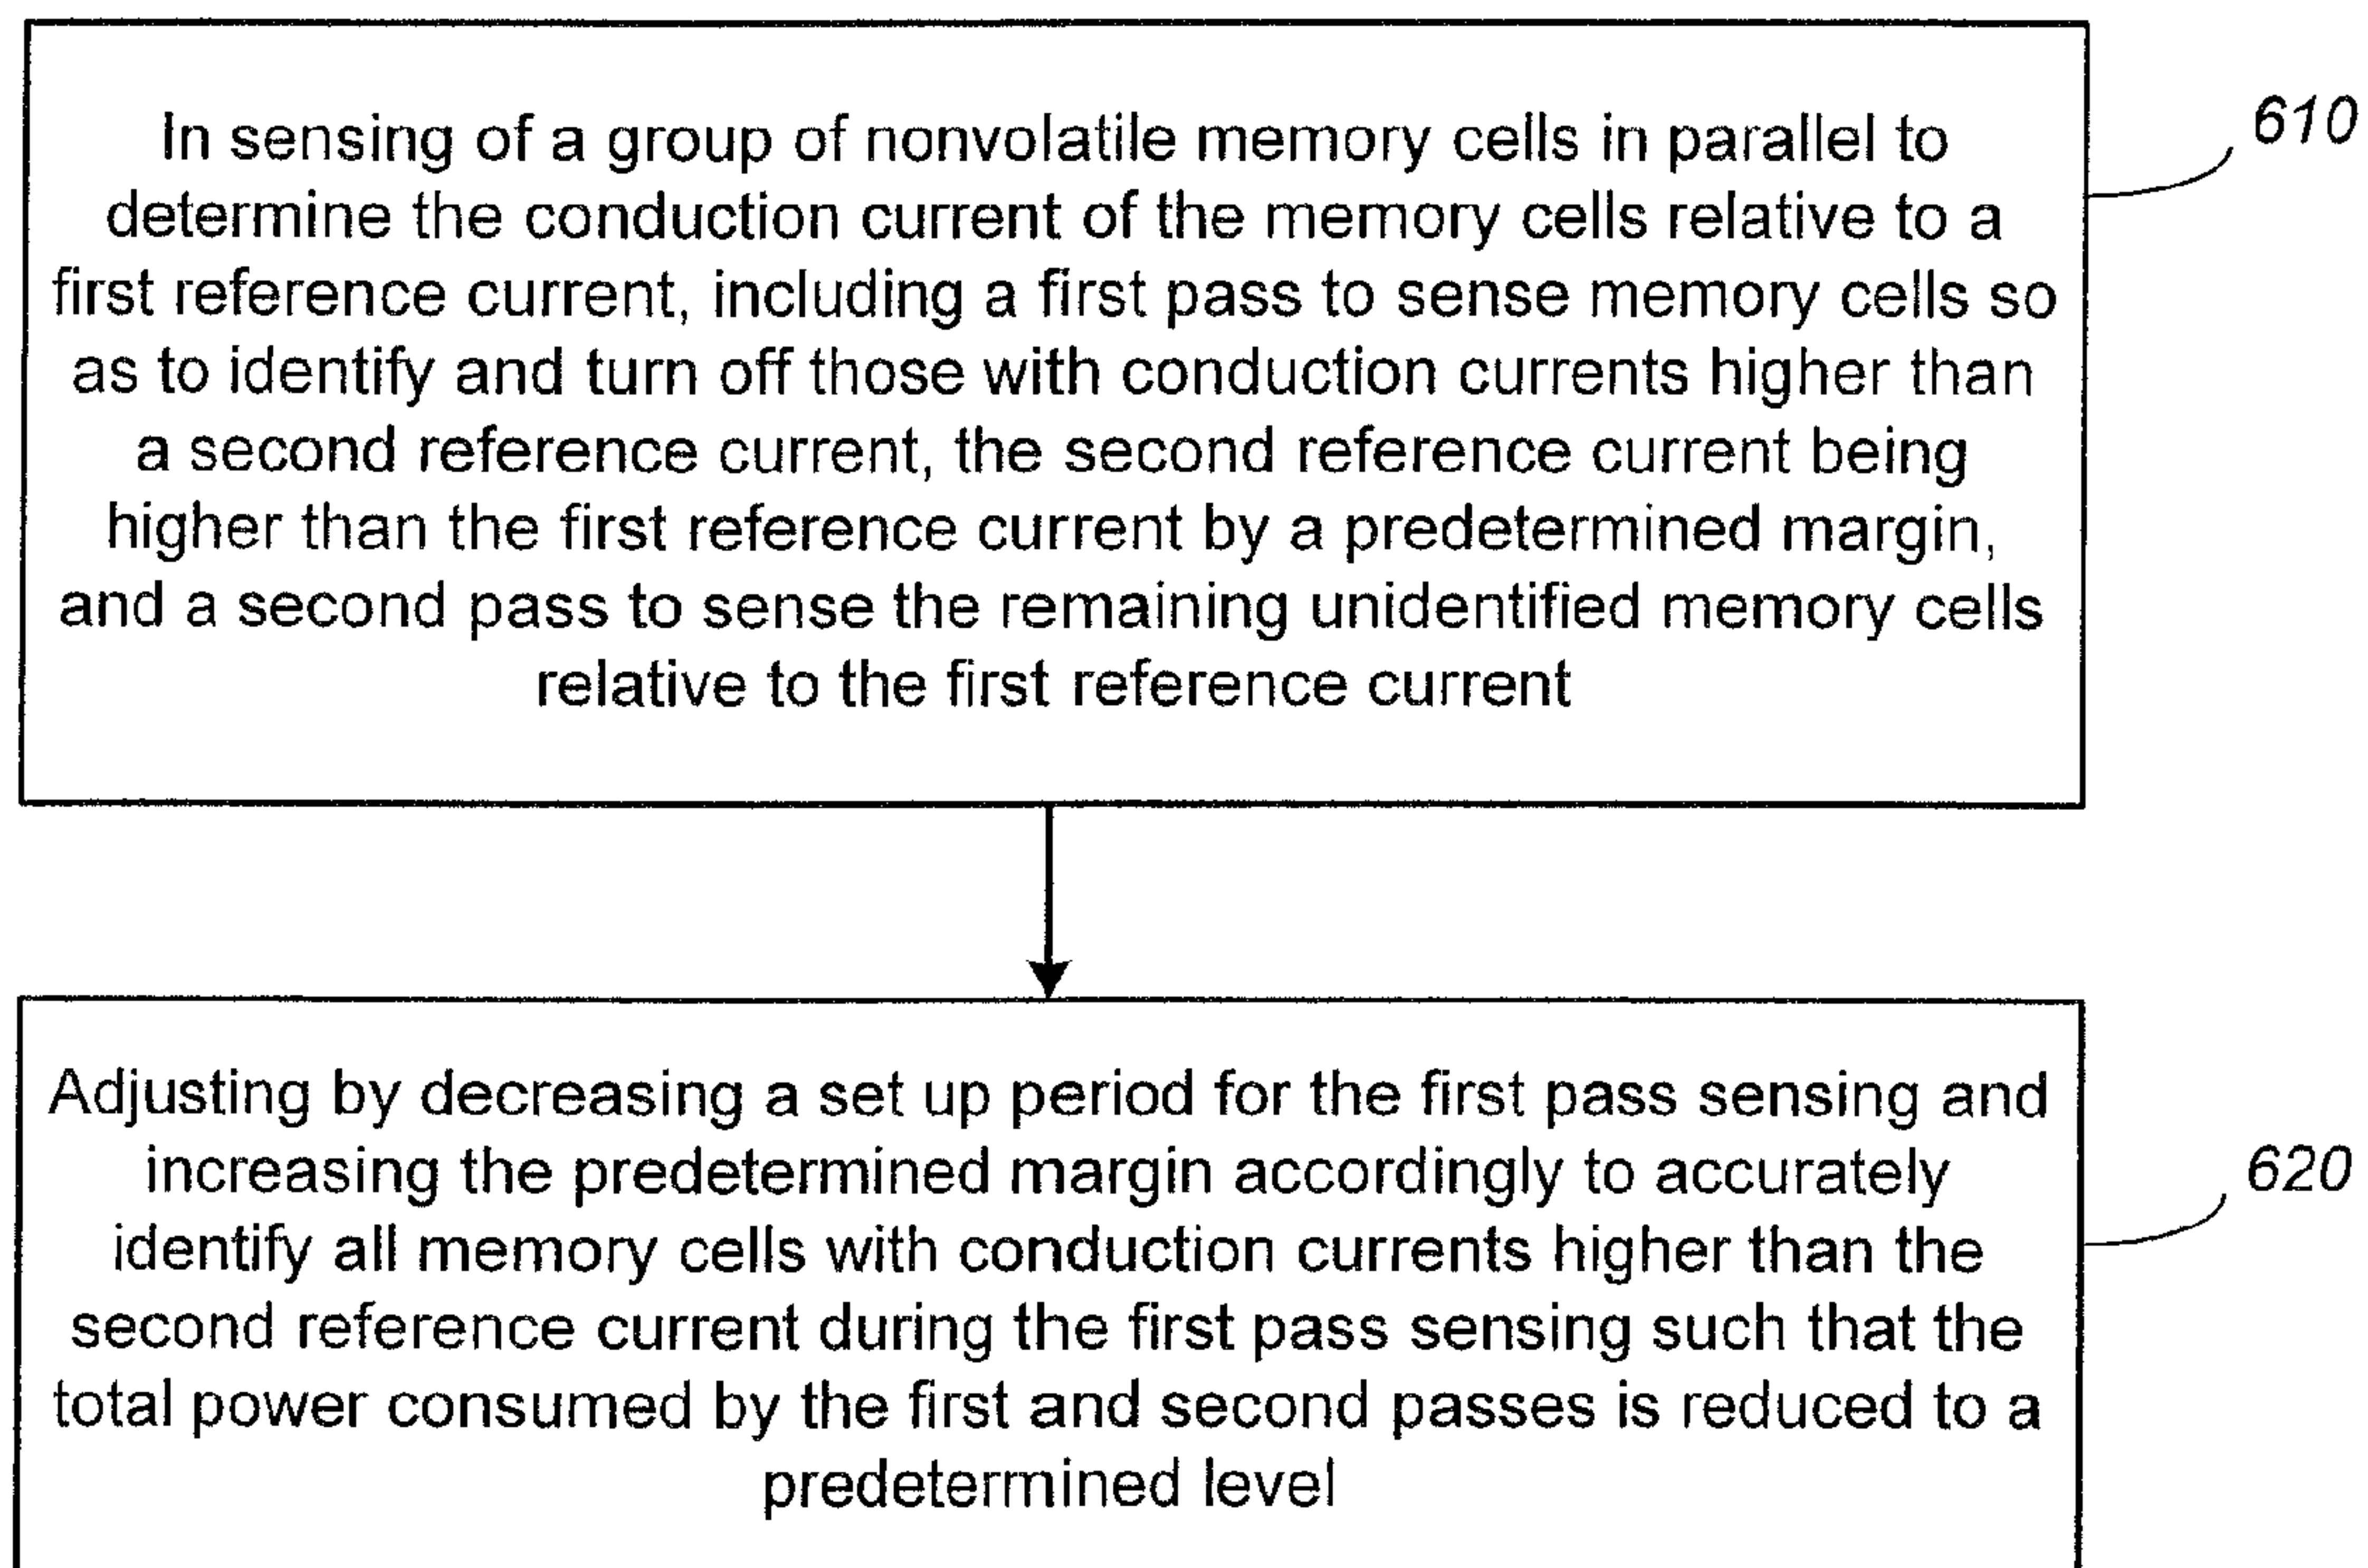 In sensing of a group of nonvolatile memory cells in parallel to
determine the conduction current of the memory cells relative to a
first reference current, including a first pass to sense memory cells so
as to identify and turn off those with conduction currents higher than
a second reference current, the second reference current being
higher than the first reference current by a predetermined margin,
and a second pass to sense the remaining unidentified memory cells
relative to the first reference current
610
Adjusting by decreasing a set up period for the first pass sensing and
increasing the predetermined margin accordingly to accurately
identify all memory cells with conduction currents higher than the
second reference current during the first pass sensing such that the
total power consumed by the first and second passes is reduced to a
predetermined level
620